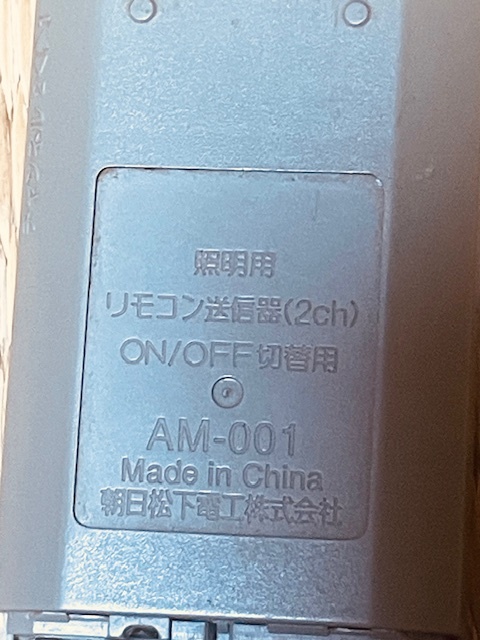 照明用
リモコン送信器(2ch)
ON/OFF切替用
AM-001
Made in China
朝日松下電工株式会社